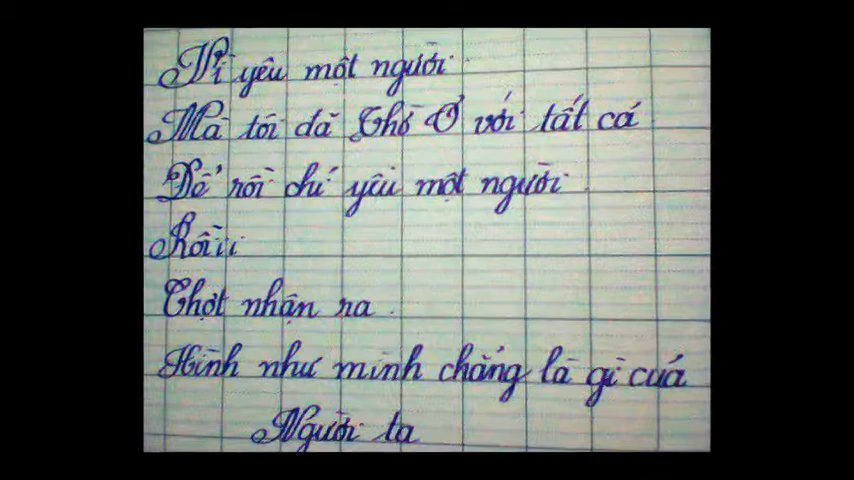 Vì yêu một người
Mà tôi đã Thờ Ơ với tất cả
Để rồi chỉ yêu một người
Rồi..
Chợt nhận ra
Hình như mình chẳng là gì của
Người ta